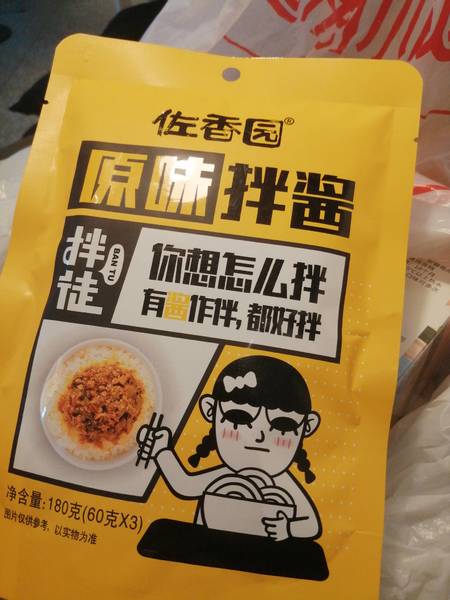 佐香园®
原味拌酱
拌徒
BAN TU
你想怎么拌
有酱作拌,都好拌
净含量:180克(60克X3)
图片仅供参考，以实物为准